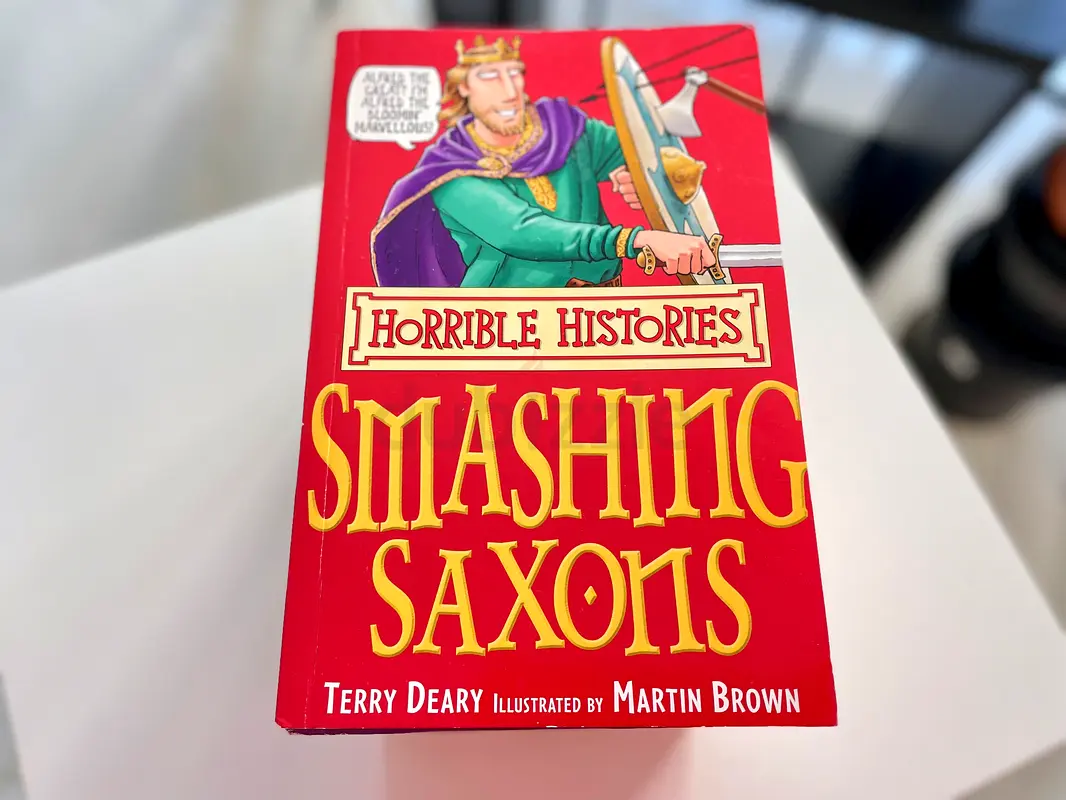 ALFRED THE
GREAT? I'M
ALFRED THE
BLOOMIN'
MARVELLOUS!
HORRIBLE HISTORIES
SMASHING
SAXONS
TERRY DEARY ILLUSTRATED BY MARTIN BROWN